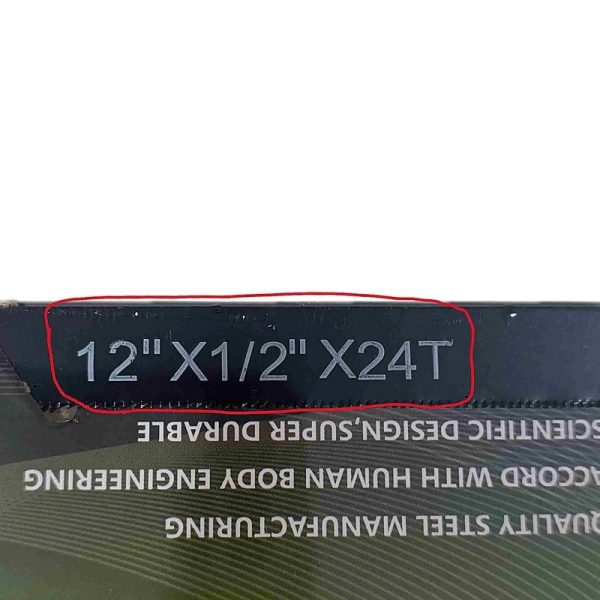 12"X1/2" X24T
QUALITY STEEL MANUFACTURING
ACCORD WITH HUMAN BODY ENGINEERING
SCIENTIFIC DESIGN,SUPER DURABLE